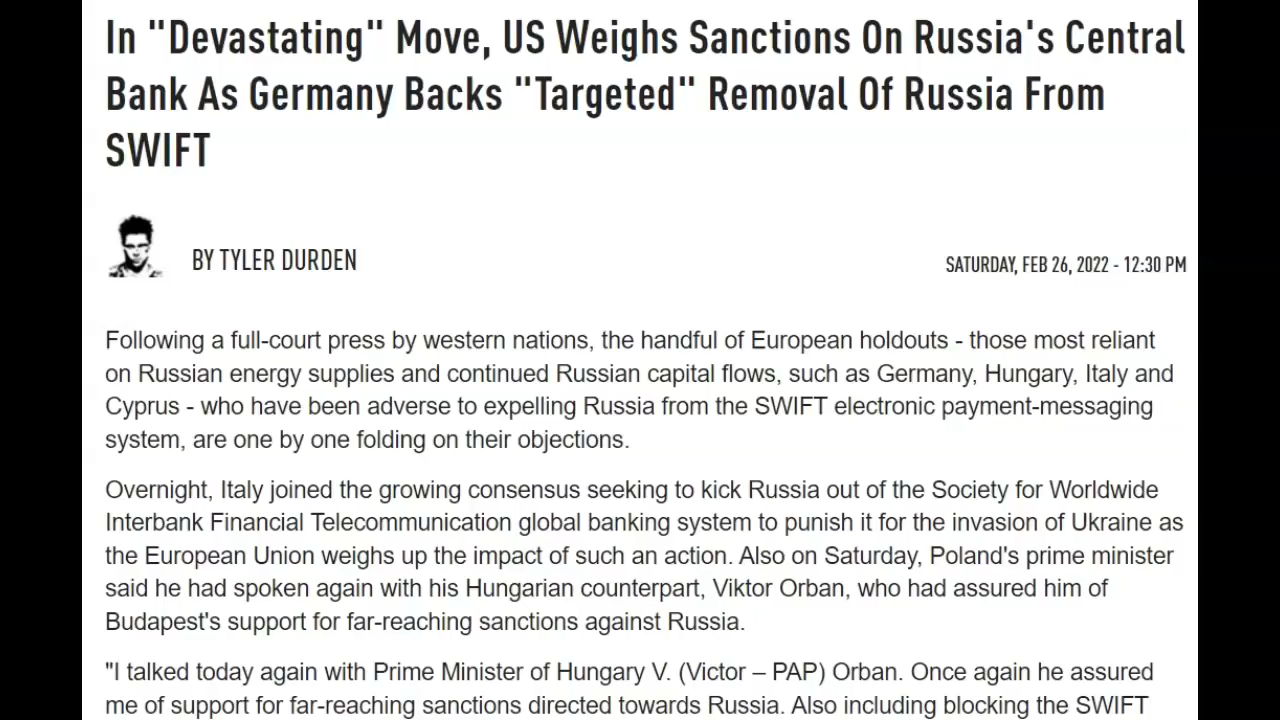 In "Devastating" Move, US Weighs Sanctions On Russia's Central
Bank As Germany Backs "Targeted" Removal Of Russia From
SWIFT
BY TYLER DURDEN
SATURDAY, FEB 26, 2022 - 12:30 PM
Following a full-court press by western nations, the handful of European holdouts - those most reliant
on Russian energy supplies and continued Russian capital flows, such as Germany, Hungary, Italy and
Cyprus - who have been adverse to expelling Russia from the SWIFT electronic payment-messaging
system, are one by one folding on their objections.
Overnight, Italy joined the growing consensus seeking to kick Russia out of the Society for Worldwide
Interbank Financial Telecommunication global banking system to punish it for the invasion of Ukraine as
the European Union weighs up the impact of such an action. Also on Saturday, Poland's prime minister
said he had spoken again with his Hungarian counterpart, Viktor Orban, who had assured him of
Budapest's support for far-reaching sanctions against Russia.
"I talked today again with Prime Minister of Hungary V. (Victor – PAP) Orban. Once again he assured
me of support for far-reaching sanctions directed towards Russia. Also including blocking the SWIFT